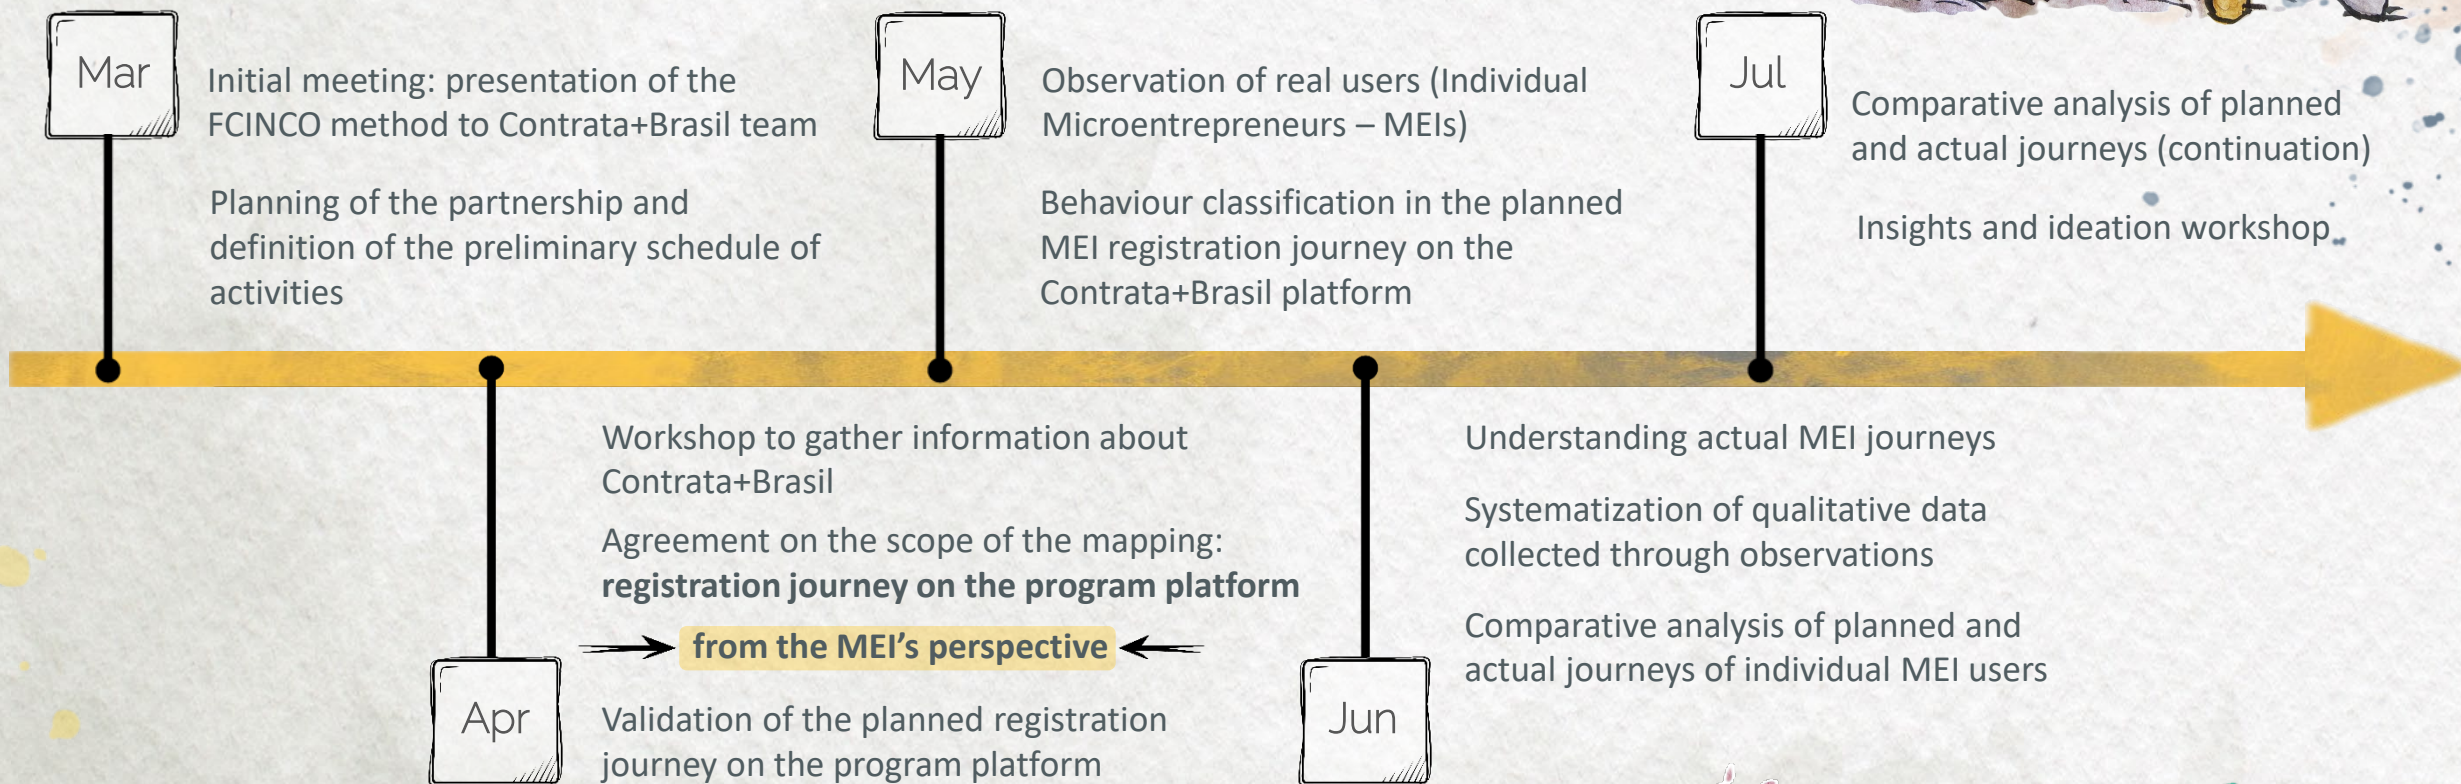 Mar
Initial meeting: presentation of the
FCINCO method to Contrata+Brasil team
Planning of the partnership and
definition of the preliminary schedule of
activities
May
Observation of real users (Individual
Microentrepreneurs – MEIs)
Behaviour classification in the planned
MEI registration journey on the
Contrata+Brasil platform
Jul
Comparative analysis of planned
and actual journeys (continuation)
Insights and ideation workshop
Apr
Workshop to gather information about
Contrata+Brasil
Agreement on the scope of the mapping:
registration journey on the program platform
from the MEI's perspective
Validation of the planned registration
journey on the program platform
Jun
Understanding actual MEI journeys
Systematization of qualitative data
collected through observations
Comparative analysis of planned and
actual journeys of individual MEI users